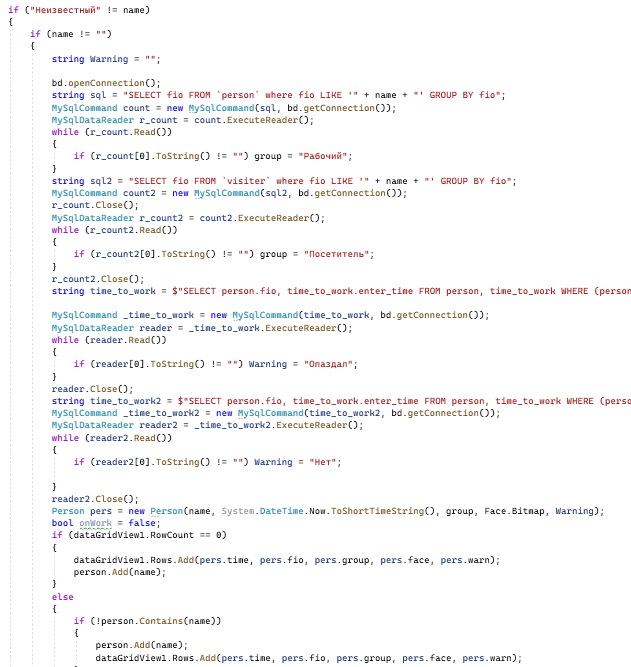 if ("Неизвестный" != name)
{
if (name != "")
{
string Warning = "";
bd.openConnection();
string sql = "SELECT fio FROM `person` where fio LIKE '" + name + "' GROUP BY fio";
MySqlCommand count = new MySqlCommand(sql, bd.getConnection());
MySqlDataReader r_count = count.ExecuteReader();
while (r_count.Read())
{
if (r_count[0].ToString() != "") group = "Рабочий";
}
string sql2 = "SELECT fio FROM `visiter` where fio LIKE '" + name + "' GROUP BY fio";
MySqlCommand count2 = new MySqlCommand(sql2, bd.getConnection());
r_count.Close();
MySqlDataReader r_count2 = count2.ExecuteReader();
while (r_count2.Read())
{
if (r_count2[0].ToString() != "") group = "Посетитель";
}
r_count2.Close();
string time_to_work = $"SELECT person.fio, time_to_work.enter_time FROM person, time_to_work WHERE (person
MySqlCommand _time_to_work = new MySqlCommand(time_to_work, bd.getConnection());
MySqlDataReader reader = _time_to_work.ExecuteReader();
while (reader.Read())
{
if (reader[0].ToString() != "") Warning = "Опаздал";
}
reader.Close();
string time_to_work2 = $"SELECT person.fio, time_to_work.enter_time FROM person, time_to_work WHERE (perso
MySqlCommand _time_to_work2 = new MySqlCommand(time_to_work2, bd.getConnection());
MySqlDataReader reader2 = _time_to_work2.ExecuteReader();
while (reader2.Read())
{
if (reader2[0].ToString() != "") Warning = "Нет";
}
reader2.Close();
Person pers = new Person(name, System.DateTime.Now.ToShortTimeString(), group, Face.Bitmap, Warning);
bool onWork = false;
if (dataGridView1.RowCount == 0)
{
dataGridView1.Rows.Add(pers.time, pers.fio, pers.group, pers.face, pers.warn);
person.Add(name);
}
else
{
if (!person.Contains(name))
{
person.Add(name);
dataGridView1.Rows.Add(pers.time, pers.fio, pers.group, pers.face, pers.warn);